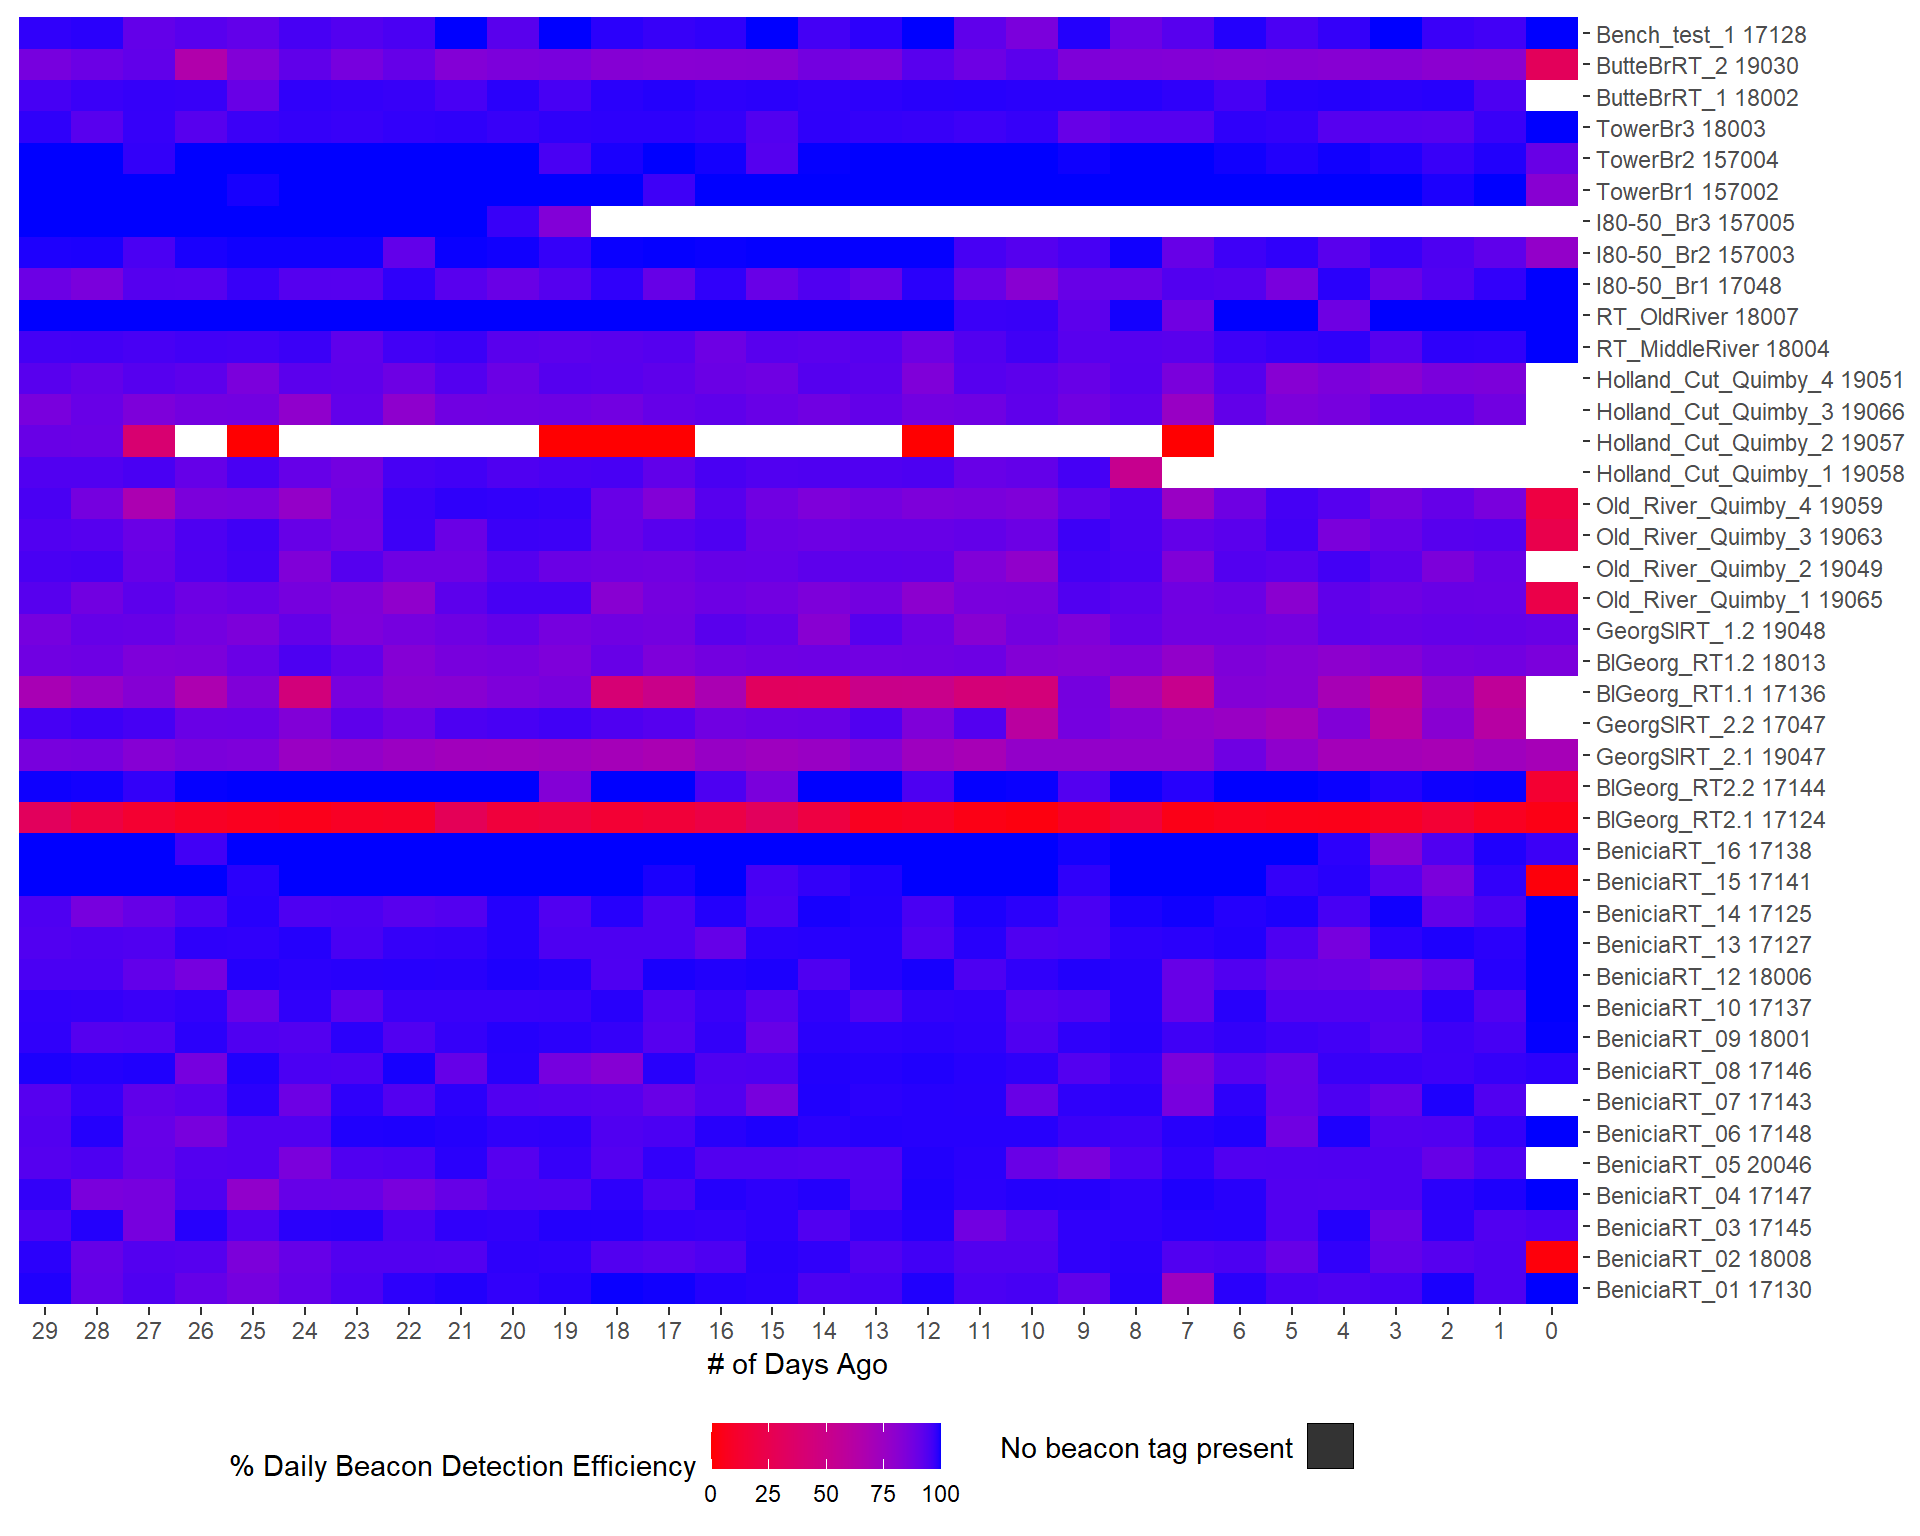 Bench_test_1 17128
ButteBrRT_2 19030
ButteBrRT_1 18002
TowerBr3 18003
TowerBr2 157004
TowerBr1 157002
I80-50_Br3 157005
I80-50_Br2 157003
I80-50_Br1 17048
RT_OldRiver 18007
RT_MiddleRiver 18004
Holland_Cut_Quimby_4 19051
Holland_Cut_Quimby_3 19066
Holland_Cut_Quimby_2 19057
Holland_Cut_Quimby_1 19058
Old_River_Quimby_4 19059
Old_River_Quimby_3 19063
Old_River_Quimby_2 19049
Old_River_Quimby_1 19065
GeorgSlRT_1.2 19048
BlGeorg_RT1.2 18013
BlGeorg_RT1.1 17136
GeorgSlRT_2.2 17047
GeorgSlRT_2.1 19047
BlGeorg_RT2.2 17144
BlGeorg_RT2.1 17124
BeniciaRT_16 17138
BeniciaRT_15 17141
BeniciaRT_14 17125
BeniciaRT_13 17127
BeniciaRT_12 18006
BeniciaRT_10 17137
BeniciaRT_09 18001
BeniciaRT_08 17146
BeniciaRT_07 17143
BeniciaRT_06 17148
BeniciaRT_05 20046
BeniciaRT_04 17147
BeniciaRT_03 17145
BeniciaRT_02 18008
BeniciaRT_01 17130
29 28 27 26 25 24 23 22 21 20 19 18 17 16 15 14 13 12 11 10 9 8 7 6 5 4 3 2 1 0
# of Days Ago
% Daily Beacon Detection Efficiency
0 25 50 75 100
No beacon tag present